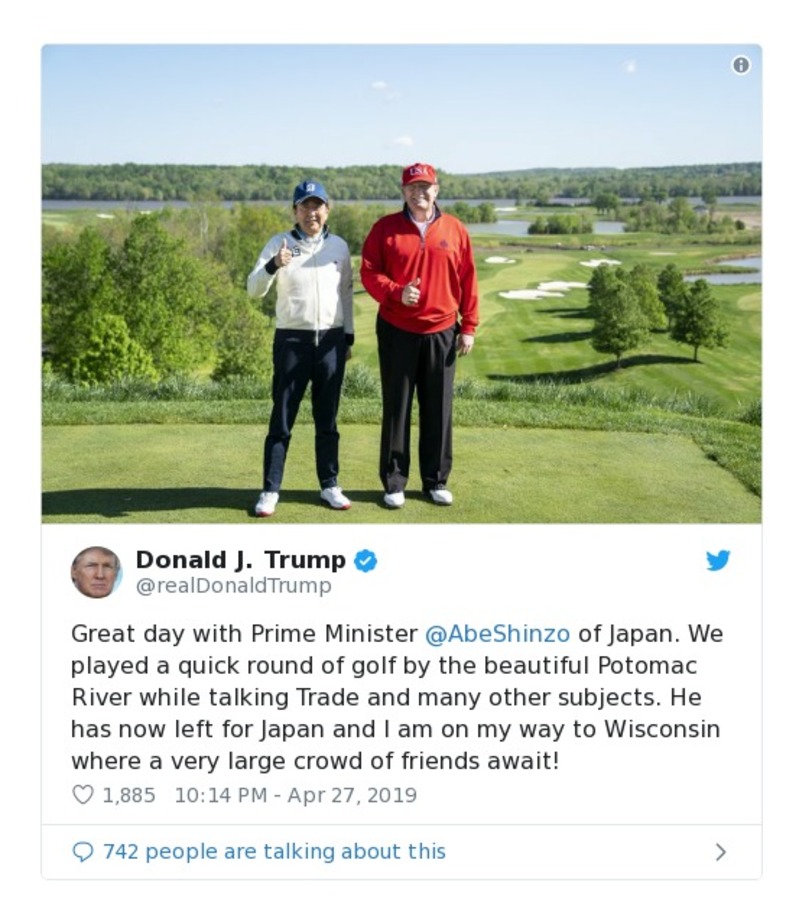 USA
Donald J. Trump
@realDonaldTrump
Great day with Prime Minister @AbeShinzo of Japan. We
played a quick round of golf by the beautiful Potomac
River while talking Trade and many other subjects. He
has now left for Japan and I am on my way to Wisconsin
where a very large crowd of friends await!
1,885 10:14 PM - Apr 27, 2019
742 people are talking about this